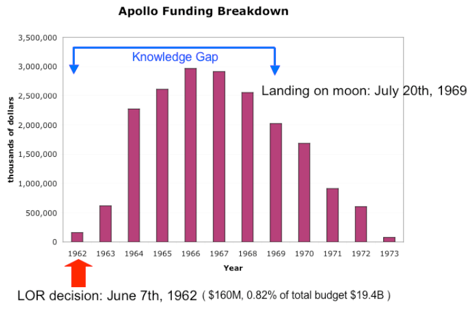 Apollo Funding Breakdown
3,500,000
3,000,000
2,500,000
2,000,000
1,500,000
1,000,000
500,000
0
thousands of dollars
Knowledge Gap
Landing on moon: July 20th, 1969
1962 1963 1964 1965 1966 1967 1968 1969 1970 1971 1972 1973
Year
LOR decision: June 7th, 1962 ( $160M, 0.82% of total budget $19.4B )